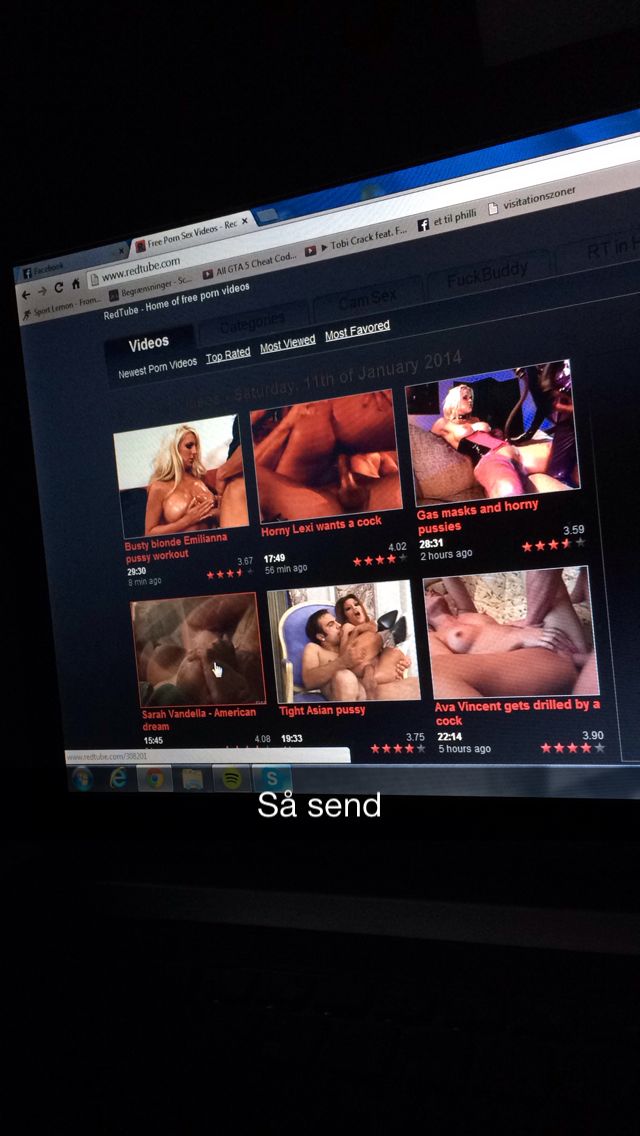 Facebook
Free Porn Sex Videos - Rec
www.redtube.com
Sport Lemon - From...
Begrænsninger - Sc...
All GTA 5 Cheat Cod...
Tobi Crack feat. F...
et til philli
visitationszoner
RedTube - Home of free porn videos
Videos
Categories
Cam Sex
FuckBuddy
RT in
Newest Porn Videos Top Rated Most Viewed Most Favored
- Saturday, 11th of January 2014
Busty blonde Emilianna
pussy workout
29:30 3.67
8 min ago
Horny Lexi wants a cock
17:49 4.02
56 min ago
Gas masks and horny
pussies
28:31 3.59
2 hours ago
Sarah Vandella - American
dream
15:45 4.08
Tight Asian pussy
19:33 3.75
Ava Vincent gets drilled by a
cock
22:14 3.90
5 hours ago
www.redtube.com/308201
Så send